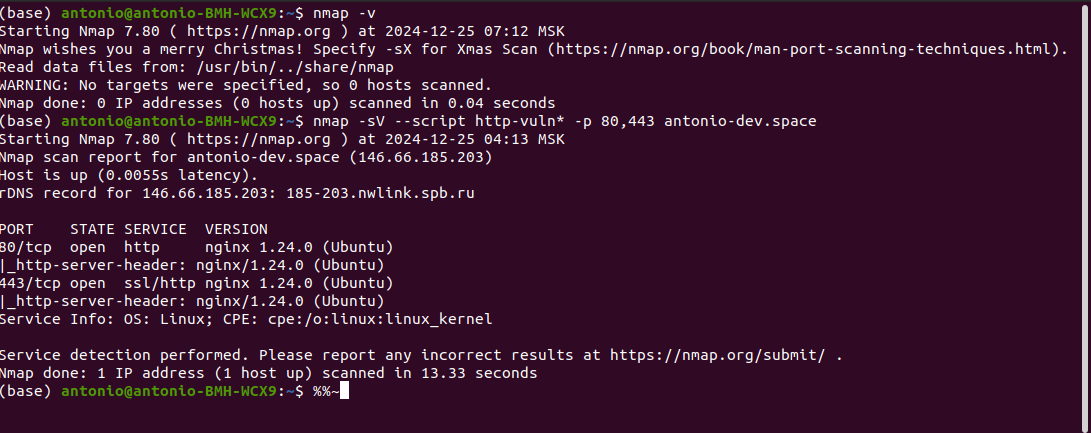 (base) antonio@antonio-BMH-WCX9:~$ nmap -v
Starting Nmap 7.80 ( https://nmap.org ) at 2024-12-25 07:12 MSK
Nmap wishes you a merry Christmas! Specify -sX for Xmas Scan (https://nmap.org/book/man-port-scanning-techniques.html).
Read data files from: /usr/bin/../share/nmap
WARNING: No targets were specified, so 0 hosts scanned.
Nmap done: 0 IP addresses (0 hosts up) scanned in 0.04 seconds
(base) antonio@antonio-BMH-WCX9:~$ nmap -sV --script http-vuln* -p 80,443 antonio-dev.space
Starting Nmap 7.80 ( https://nmap.org ) at 2024-12-25 04:13 MSK
Nmap scan report for antonio-dev.space (146.66.185.203)
Host is up (0.0055s latency).
rDNS record for 146.66.185.203: 185-203.nwlink.spb.ru
PORT    STATE SERVICE  VERSION
80/tcp  open  http     nginx 1.24.0 (Ubuntu)
|_http-server-header: nginx/1.24.0 (Ubuntu)
443/tcp open  ssl/http nginx 1.24.0 (Ubuntu)
|_http-server-header: nginx/1.24.0 (Ubuntu)
Service Info: OS: Linux; CPE: cpe:/o:linux:linux_kernel
Service detection performed. Please report any incorrect results at https://nmap.org/submit/ .
Nmap done: 1 IP address (1 host up) scanned in 13.33 seconds
(base) antonio@antonio-BMH-WCX9:~$ %%~